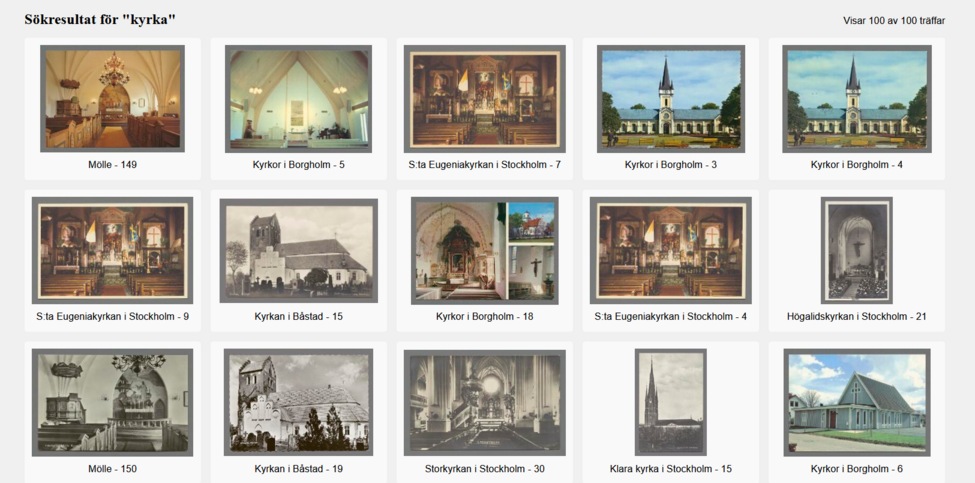 Sökresultat för "kyrka"
Visar 100 av 100 träffar
Mölle - 149
Kyrkor i Borgholm - 5
S:ta Eugeniakyrkan i Stockholm - 7
Kyrkor i Borgholm - 3
Kyrkor i Borgholm - 4
S:ta Eugeniakyrkan i Stockholm - 9
Kyrkan i Båstad - 15
Kyrkor i Borgholm - 18
S:ta Eugeniakyrkan i Stockholm - 4
Högalidskyrkan i Stockholm - 21
Mölle - 150
Kyrkan i Båstad - 19
Storkyrkan i Stockholm - 30
Klara kyrka i Stockholm - 15
Kyrkor i Borgholm - 6